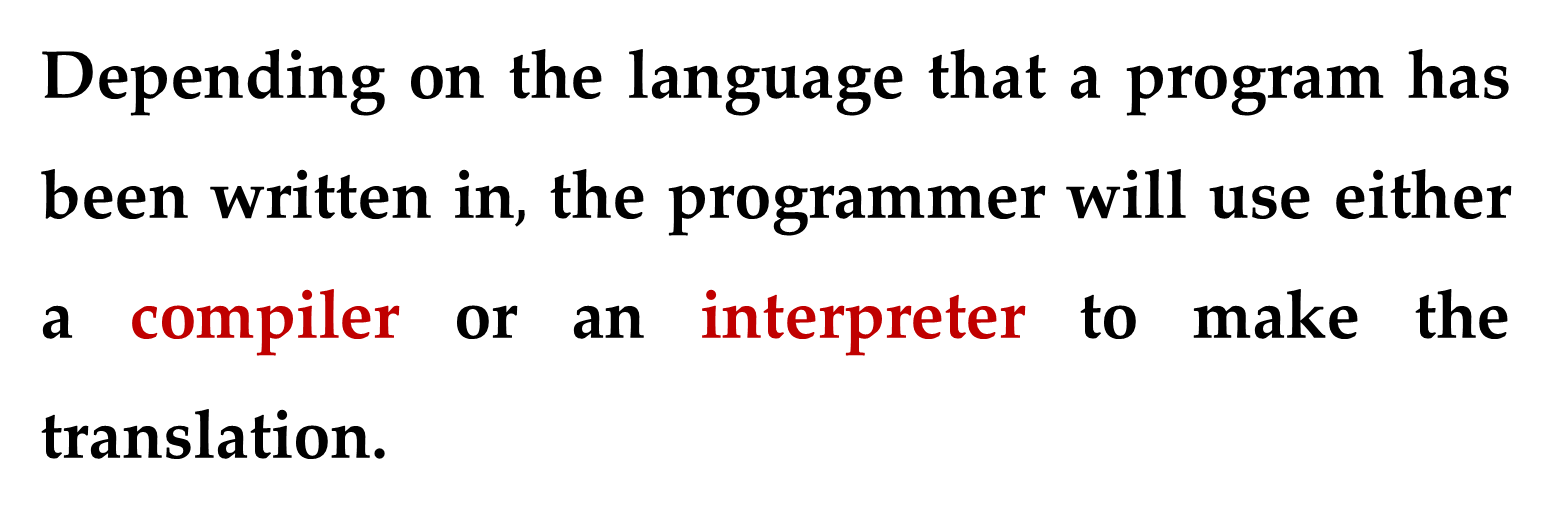 Depending on the language that a program has
been written in, the programmer will use either
a compiler or an interpreter to make the
translation.